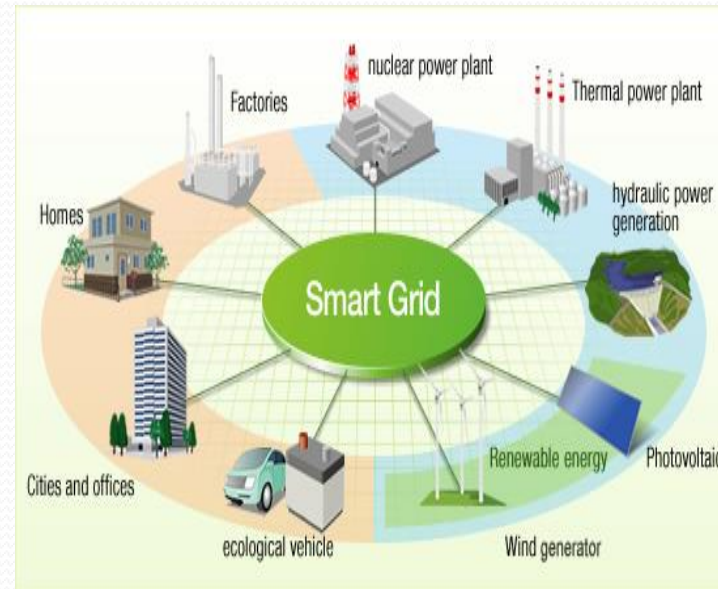 nuclear power plant
Factories
Thermal power plant
Homes
hydraulic power
generation
Smart Grid
Renewable energy
Photovoltaic
Cities and offices
ecological vehicle
Wind generator